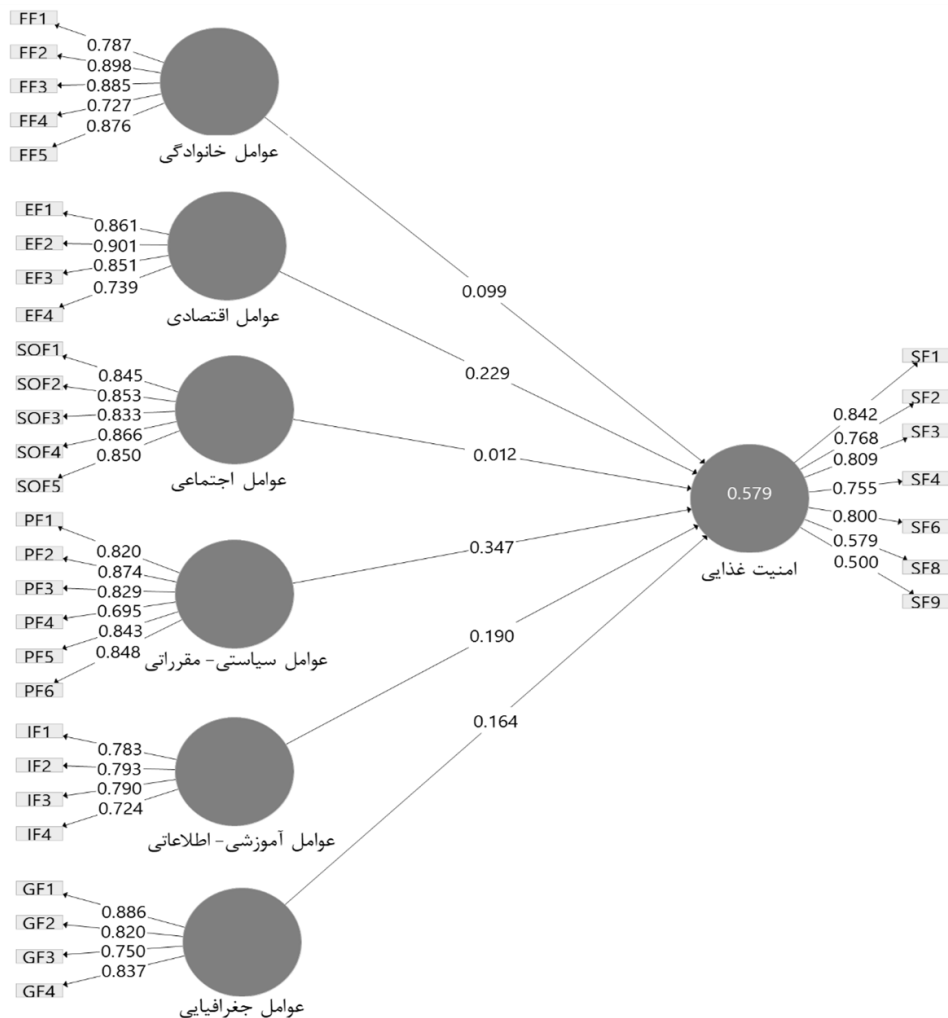 FF1
0.787
FF2
0.898
FF3
0.885
FF4
0.727
FF5
0.876
عوامل خانوادگی
EF1
0.861
EF2
0.901
EF3
0.851
EF4
0.739
عوامل اقتصادی
SOF1
0.845
SOF2
0.853
SOF3
0.833
SOF4
0.866
SOF5
0.850
عوامل اجتماعی
PF1
0.820
PF2
0.874
PF3
0.829
PF4
0.695
PF5
0.843
PF6
0.848
عوامل سیاستی- مقرراتی
IF1
0.783
IF2
0.793
IF3
0.790
IF4
0.724
عوامل آموزشی- اطلاعاتی
GF1
0.886
GF2
0.820
GF3
0.750
GF4
0.837
عوامل جغرافیایی
0.099
0.229
0.012
0.347
0.190
0.164
0.579
امنیت غذایی
SF1
0.842
SF2
0.768
SF3
0.809
SF4
0.755
SF6
0.800
SF8
0.579
SF9
0.500